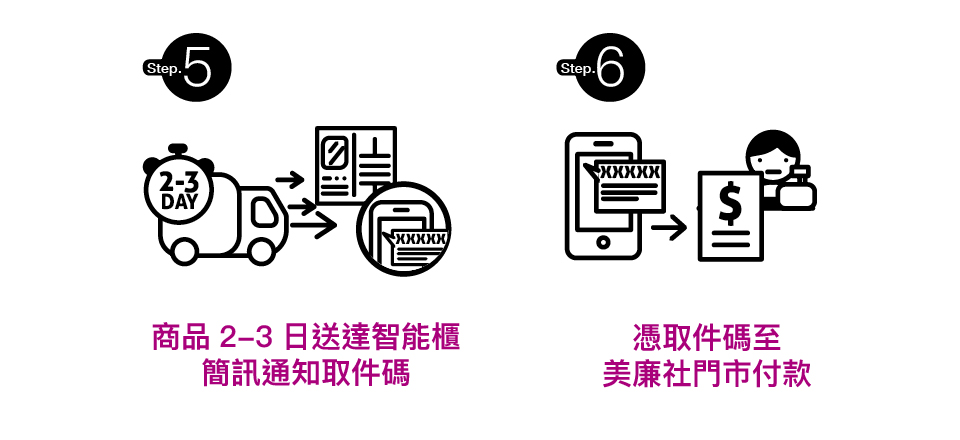 Step. 5
Step. 6
2-3
DAY
XXXXX
XXXXX
XXXXX
$
商品 2–3 日送達智能櫃
簡訊通知取件碼
憑取件碼至
美廉社門市付款